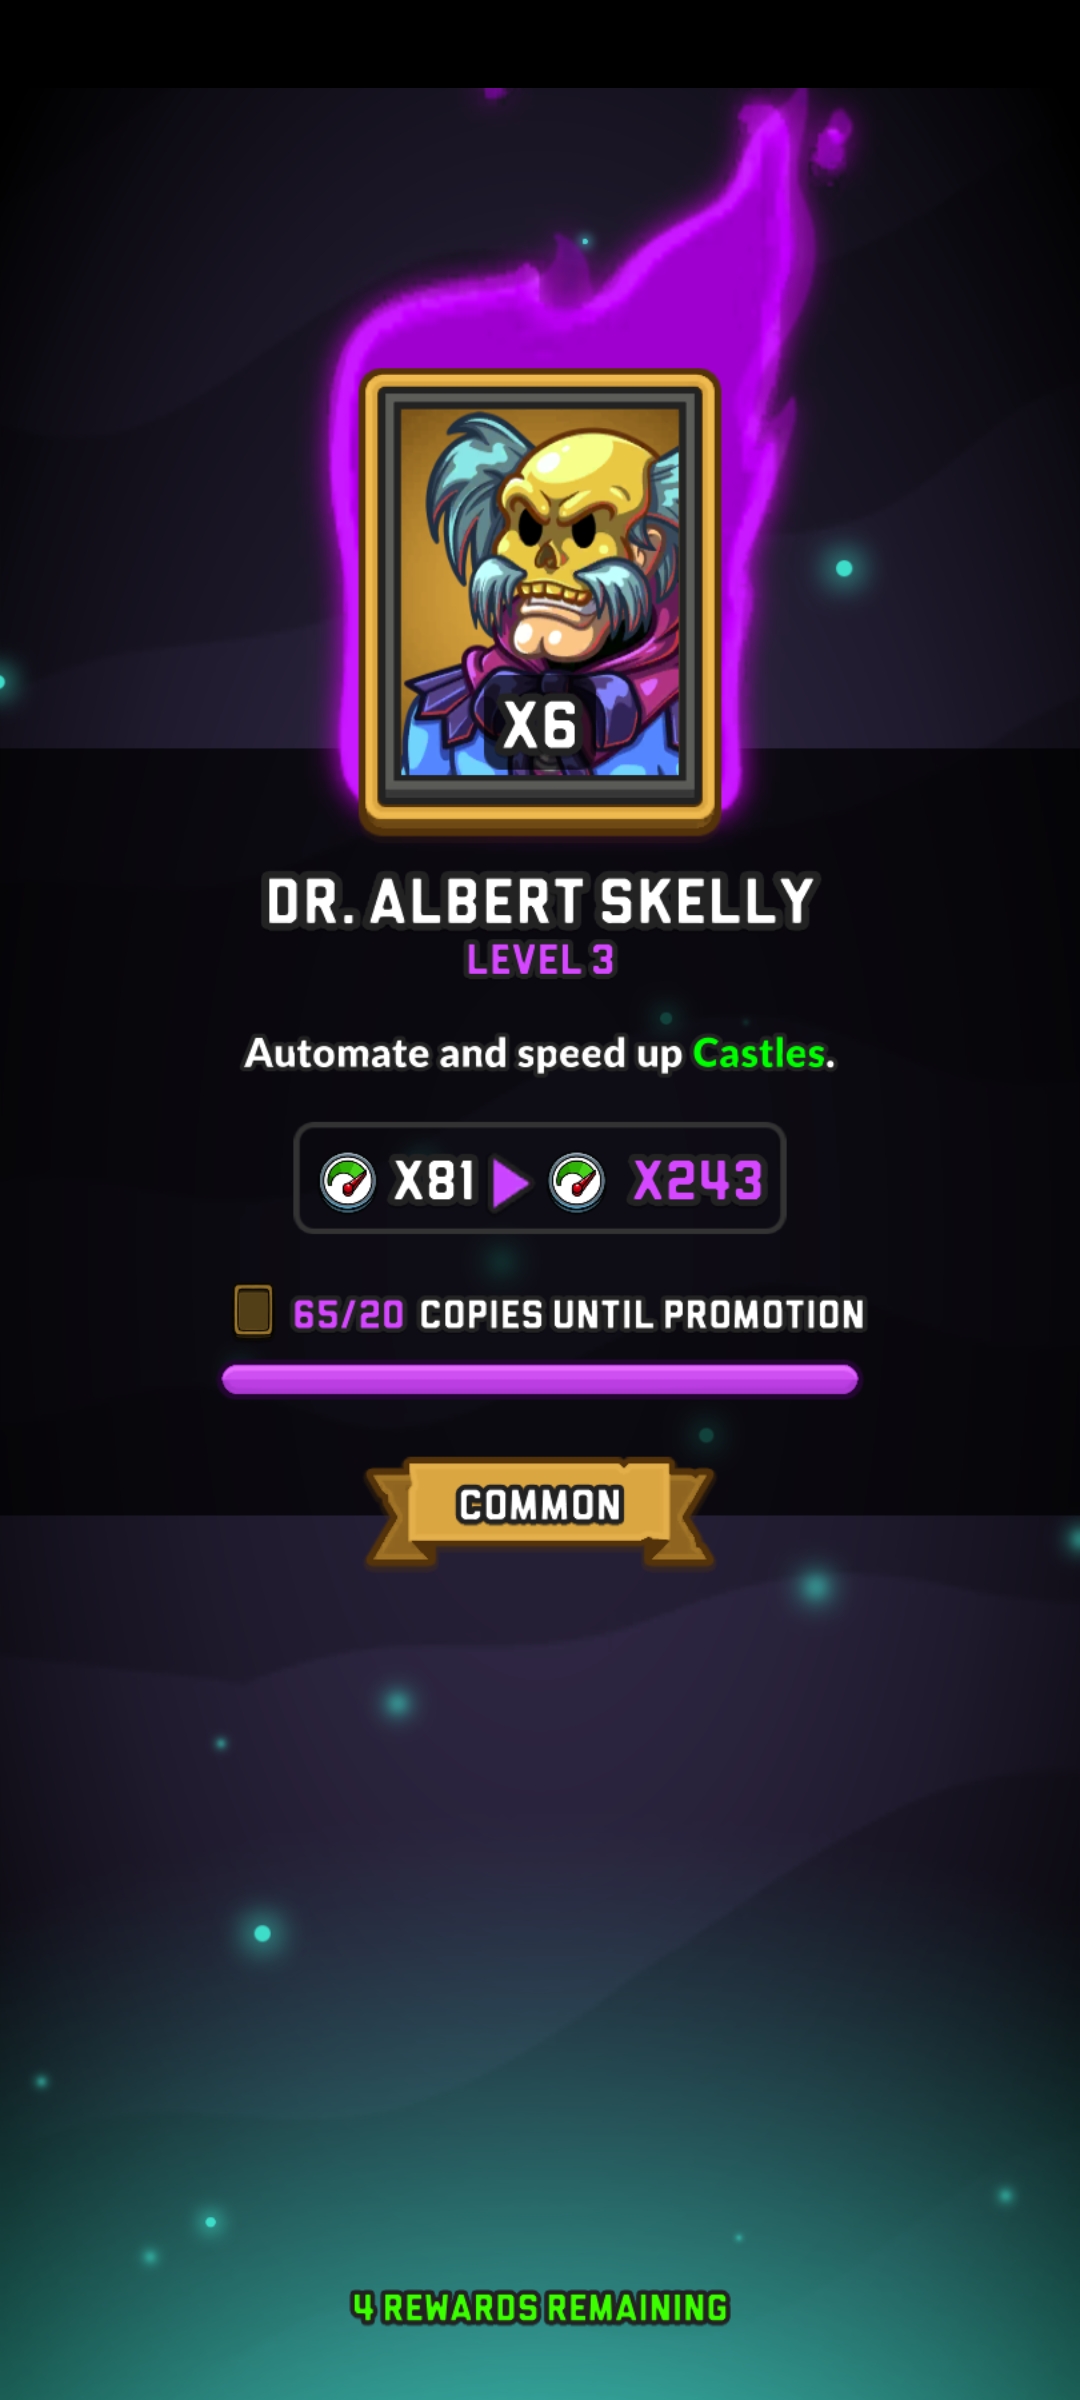 X6
DR. ALBERT SKELLY
LEVEL 3
Automate and speed up Castles.
X81 X243
65/20 COPIES UNTIL PROMOTION
COMMON
4 REWARDS REMAINING